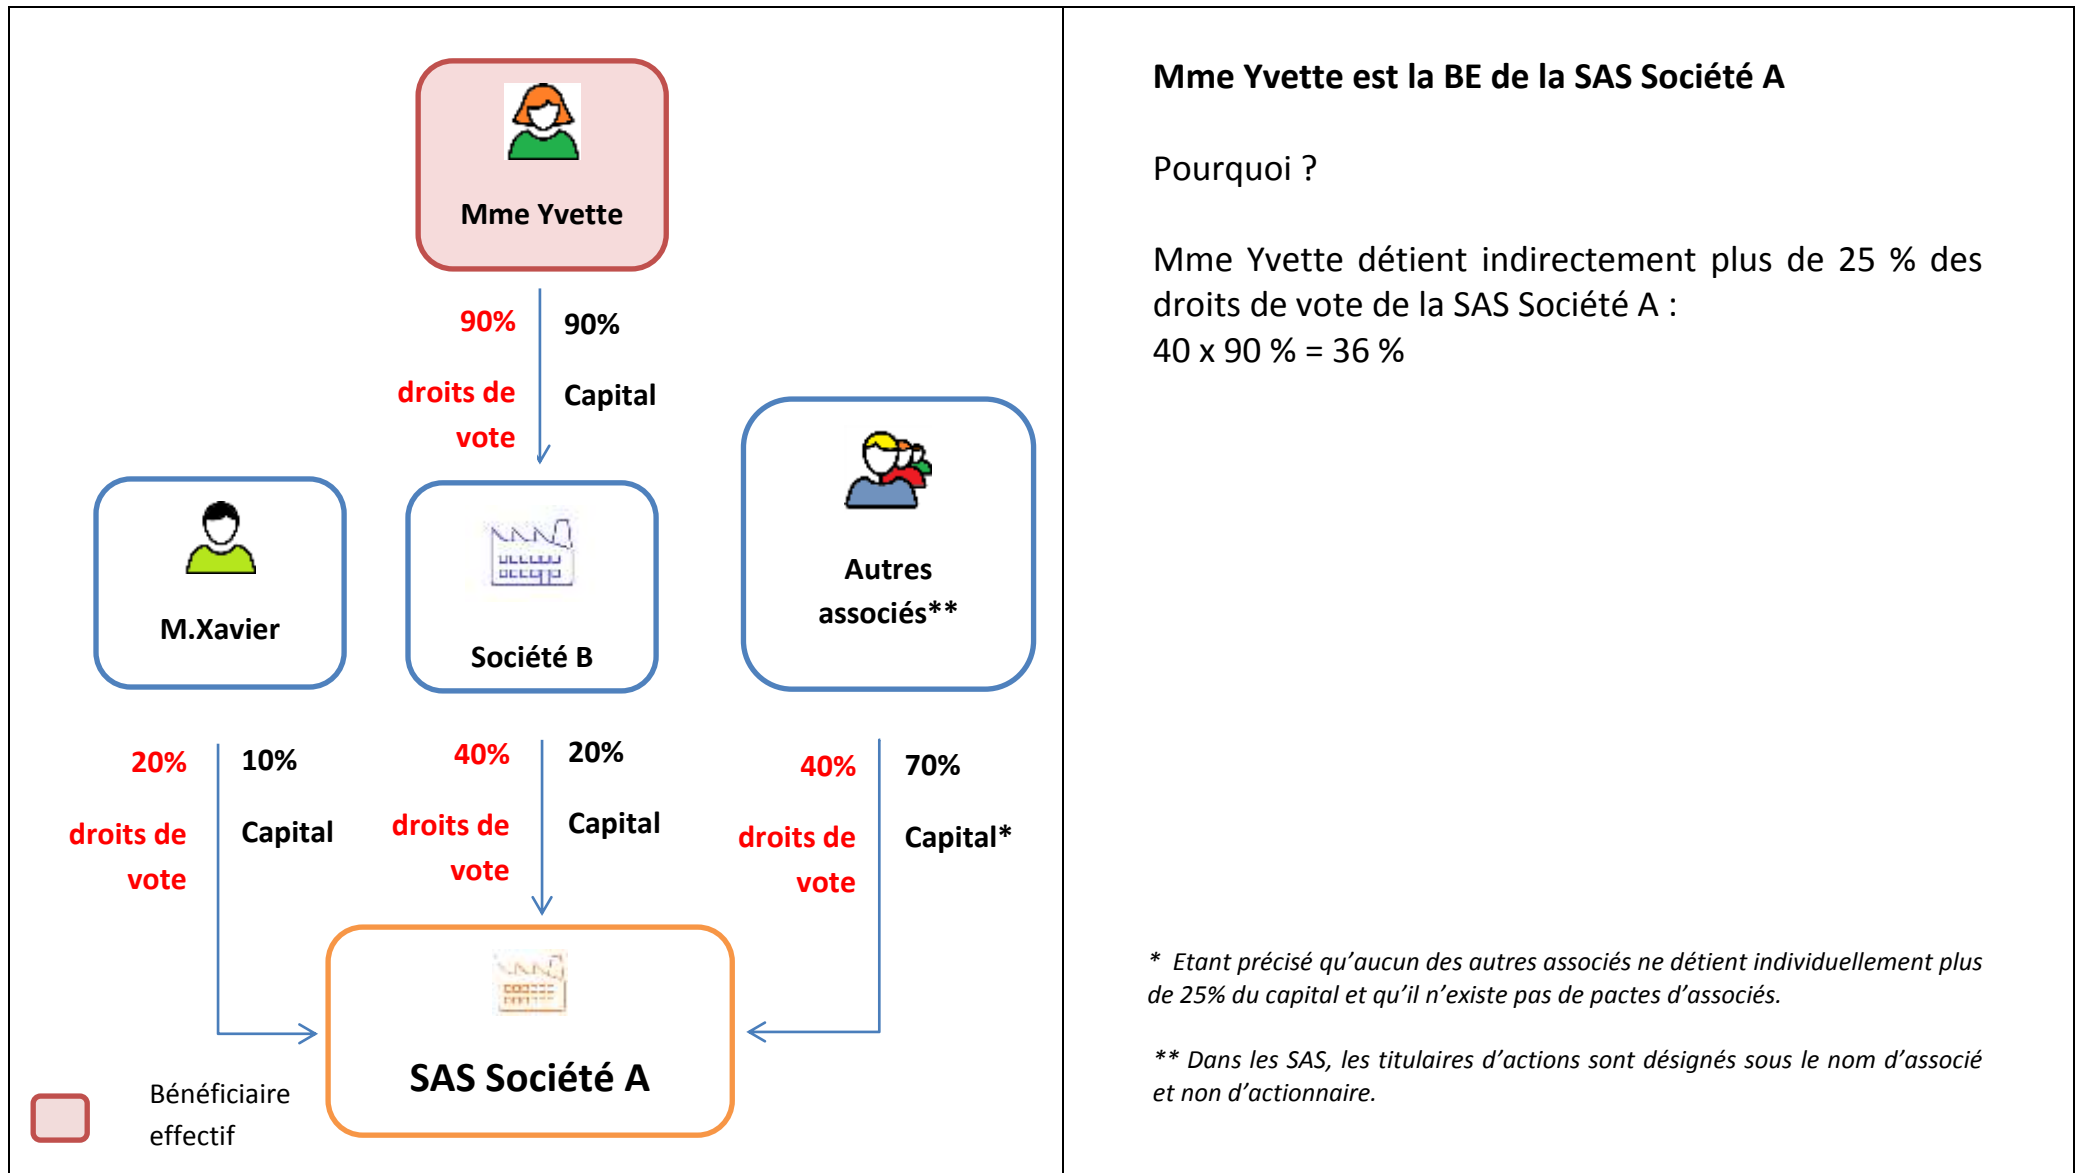 Mme Yvette
90%
droits de
vote
90%
Capital
M.Xavier
Société B
Autres
associés**
20%
droits de
vote
10%
Capital
40%
droits de
vote
20%
Capital
40%
droits de
vote
70%
Capital*
SAS Société A
Bénéficiaire
effectif
Mme Yvette est la BE de la SAS Société A
Pourquoi ?
Mme Yvette détient indirectement plus de 25 % des
droits de vote de la SAS Société A :
40 x 90 % = 36 %
* Etant précisé qu’aucun des autres associés ne détient individuellement plus
de 25% du capital et qu’il n’existe pas de pactes d’associés.
** Dans les SAS, les titulaires d’actions sont désignés sous le nom d’associé
et non d’actionnaire.